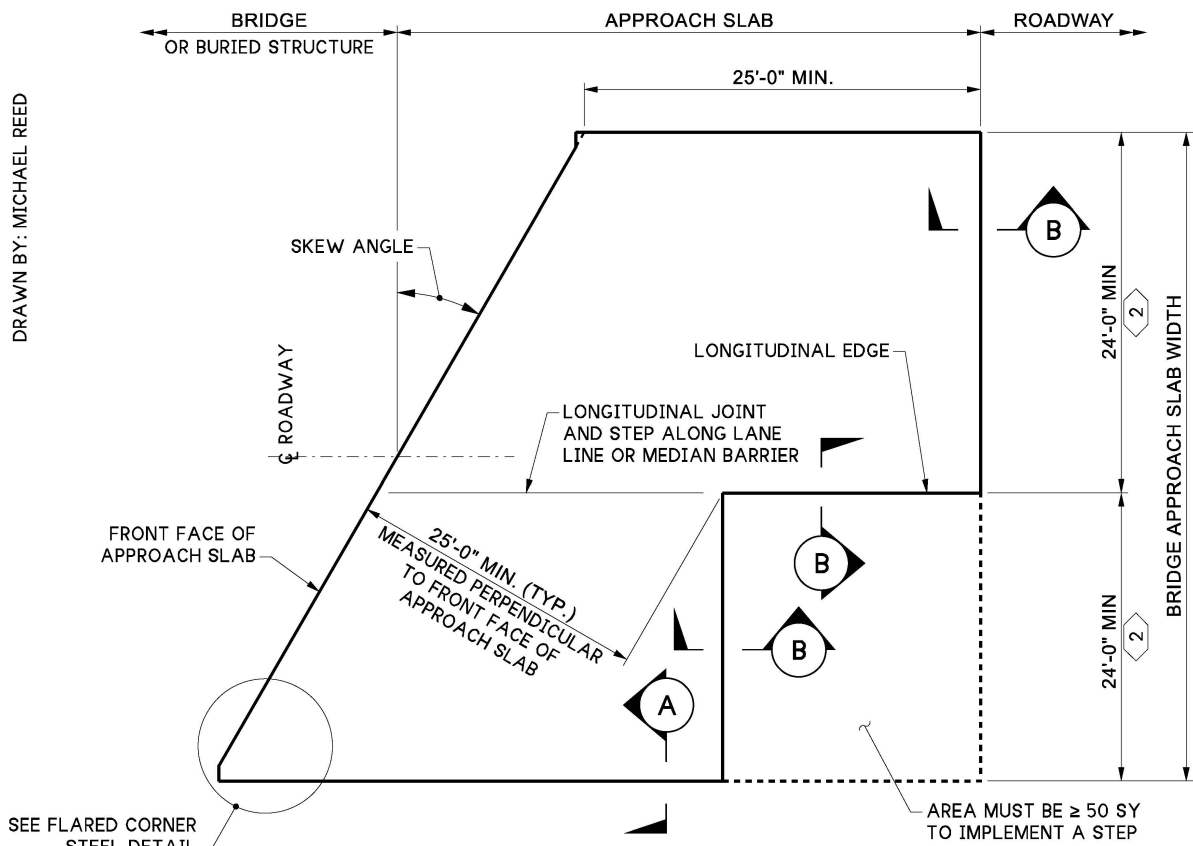 BRIDGE
OR BURIED STRUCTURE
APPROACH SLAB
ROADWAY
25'-0" MIN.
DRAWN BY: MICHAEL REED
SKEW ANGLE
B
24'-0" MIN
2
BRIDGE APPROACH SLAB WIDTH
℄ ROADWAY
LONGITUDINAL EDGE
LONGITUDINAL JOINT
AND STEP ALONG LANE
LINE OR MEDIAN BARRIER
FRONT FACE OF
APPROACH SLAB
25'-0" MIN. (TYP.)
MEASURED PERPENDICULAR
TO FRONT FACE OF
APPROACH SLAB
B
B
A
24'-0" MIN
2
SEE FLARED CORNER
STEEL DETAIL
AREA MUST BE ≥ 50 SY
TO IMPLEMENT A STEP